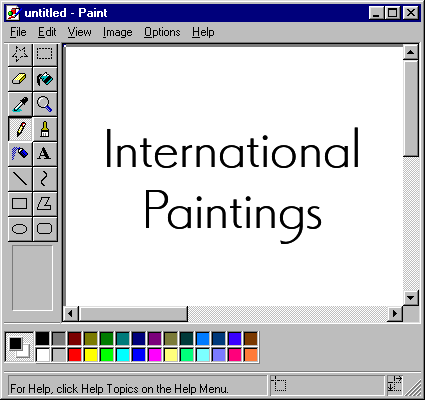 untitled - Paint
File Edit View Image Options Help
A
International
Paintings
For Help, click Help Topics on the Help Menu.